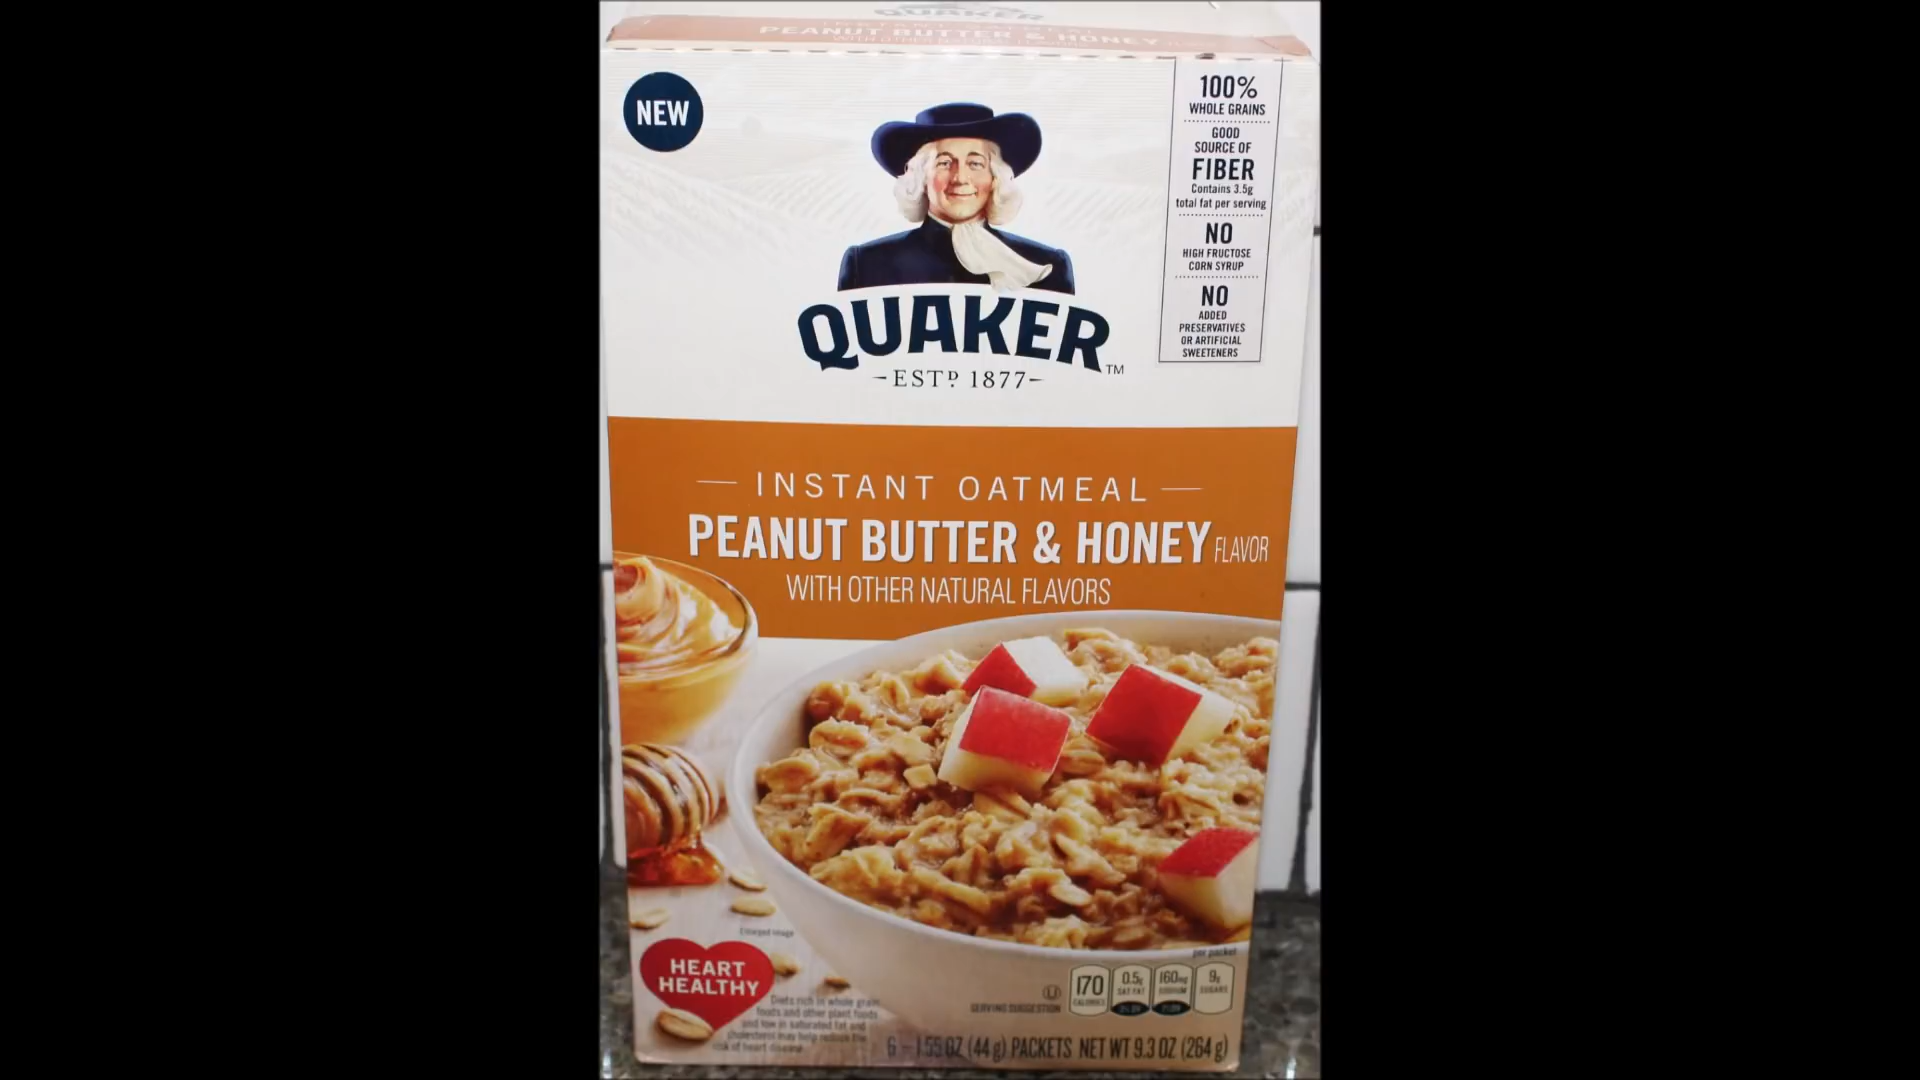 QUAKER
PEANUT BUTTER & HONEY
NEW
100%
WHOLE GRAINS
GOOD
SOURCE OF
FIBER
Contains 3.5g
total fat per serving
NO
HIGH FRUCTOSE
CORN SYRUP
NO
ADDED
PRESERVATIVES
OR ARTIFICIAL
SWEETENERS
QUAKER™
-ESTD 1877-
INSTANT OATMEAL
PEANUT BUTTER & HONEY FLAVOR
WITH OTHER NATURAL FLAVORS
Enlarged Image
HEART
HEALTHY
Diets rich in whole grain
foods and other plant foods
and low in saturated fat and
cholesterol may help reduce the
risk of heart disease
per packet
170
CALORIES
0.5g
SAT FAT
160mg
SODIUM
9g
SUGARS
U
SERVING SUGGESTION
6 - 1.55 OZ (44 g) PACKETS NET WT 9.3 OZ (264 g)